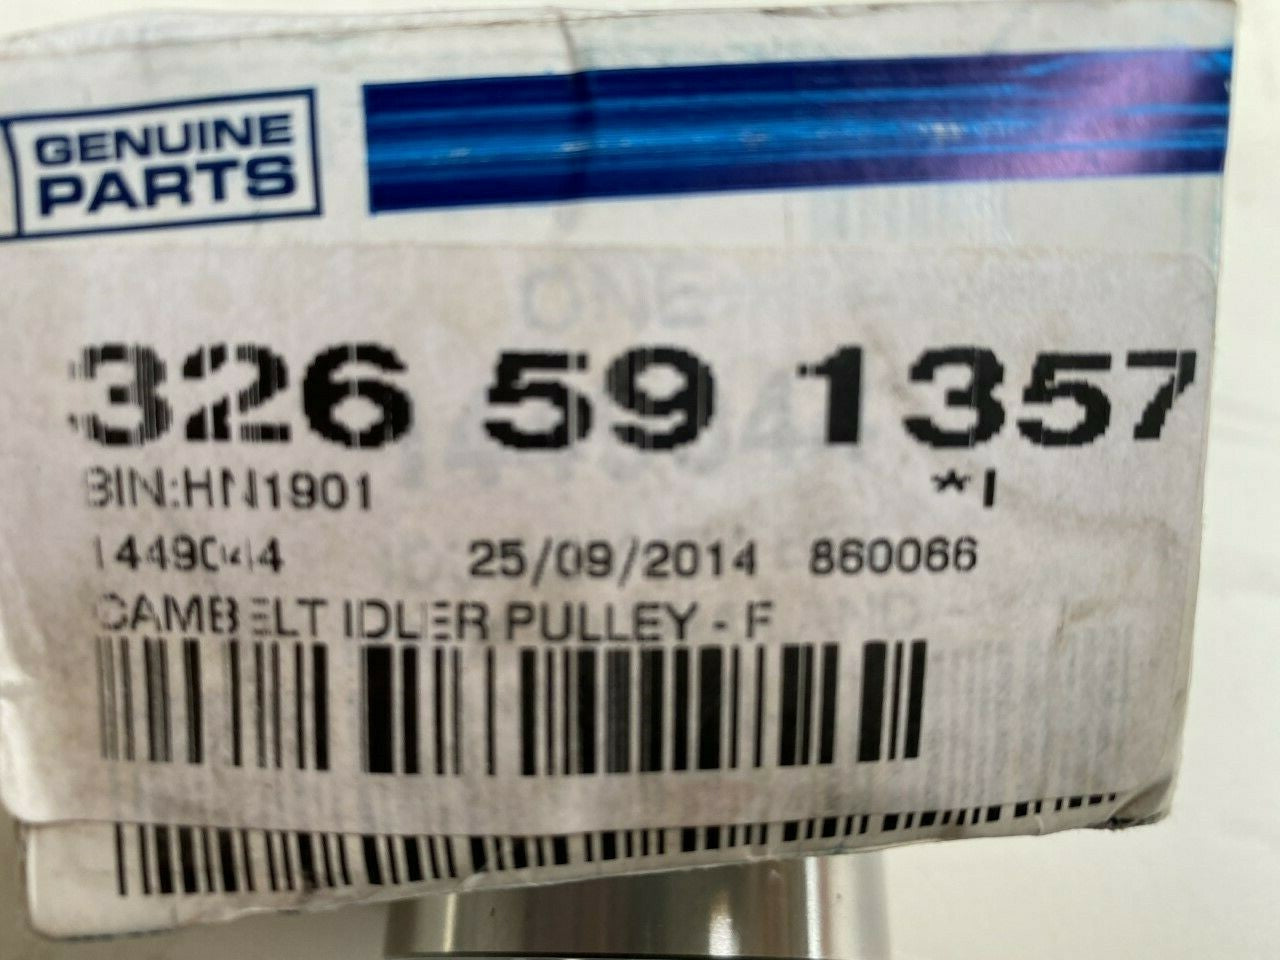 GENUINE
PARTS
326 59 1357
BIN:HN1901 *I
1449044 25/09/2014 860066
CAMBELT IDLER PULLEY - F